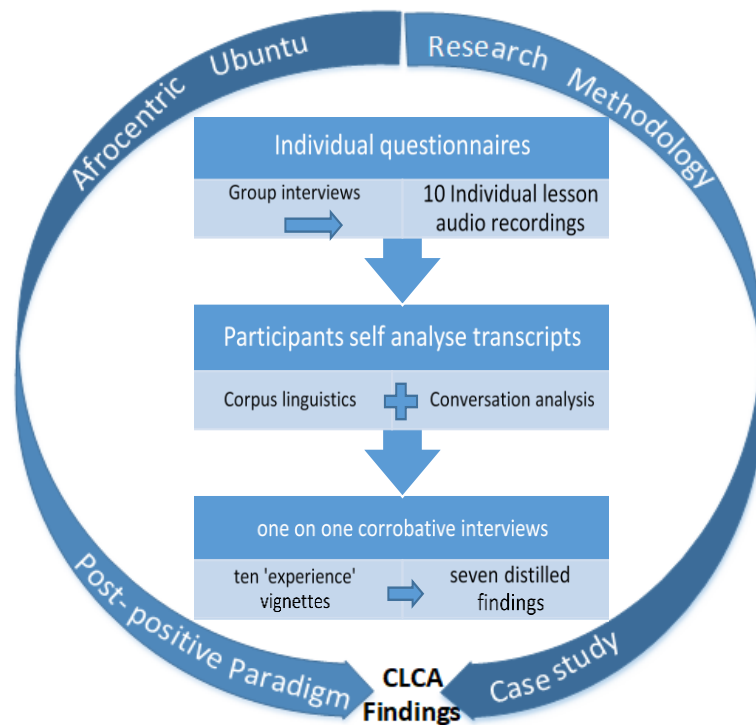 Afrocentric Ubuntu
Research Methodology
Individual questionnaires
Group interviews
10 Individual lesson
audio recordings
Participants self analyse transcripts
Corpus linguistics
Conversation analysis
one on one corrobative interviews
ten 'experience'
vignettes
seven distilled
findings
Post- positive Paradigm
Case study
CLCA
Findings